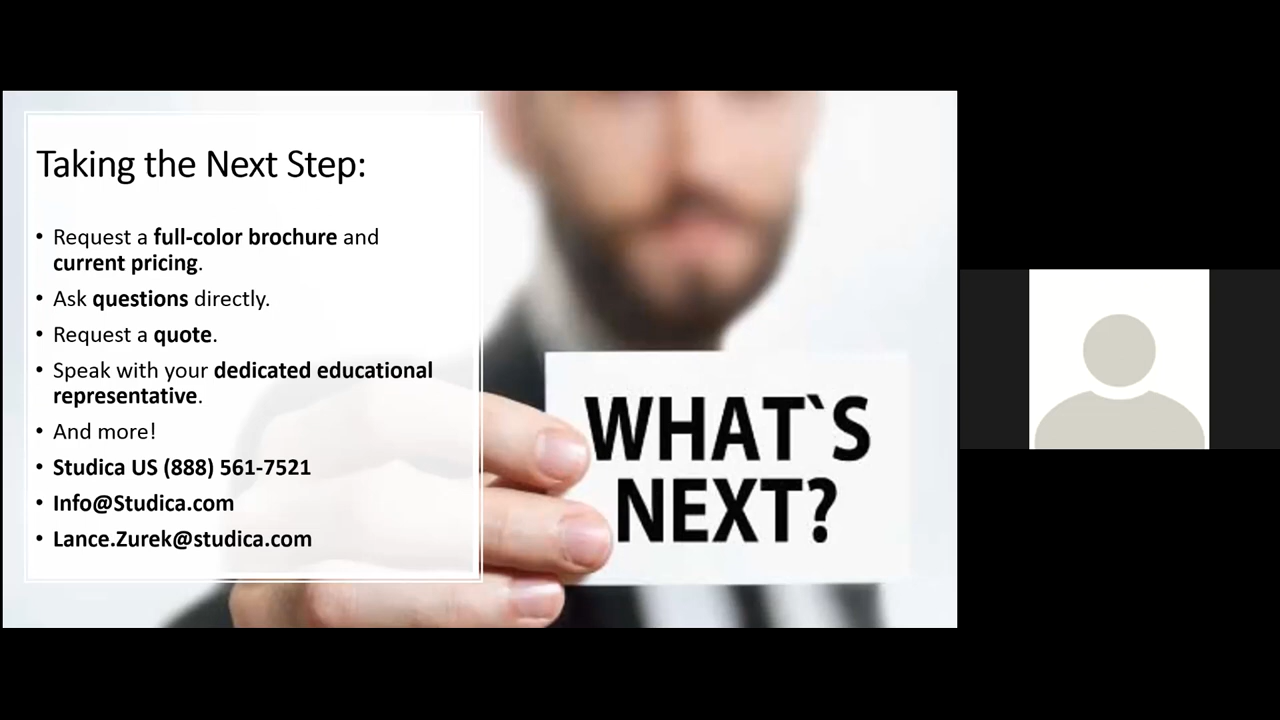 Taking the Next Step:
• Request a full-color brochure and
current pricing.
• Ask questions directly.
• Request a quote.
• Speak with your dedicated educational
representative.
• And more!
• Studica US (888) 561-7521
• Info@Studica.com
• Lance.Zurek@studica.com
WHAT`S
NEXT?